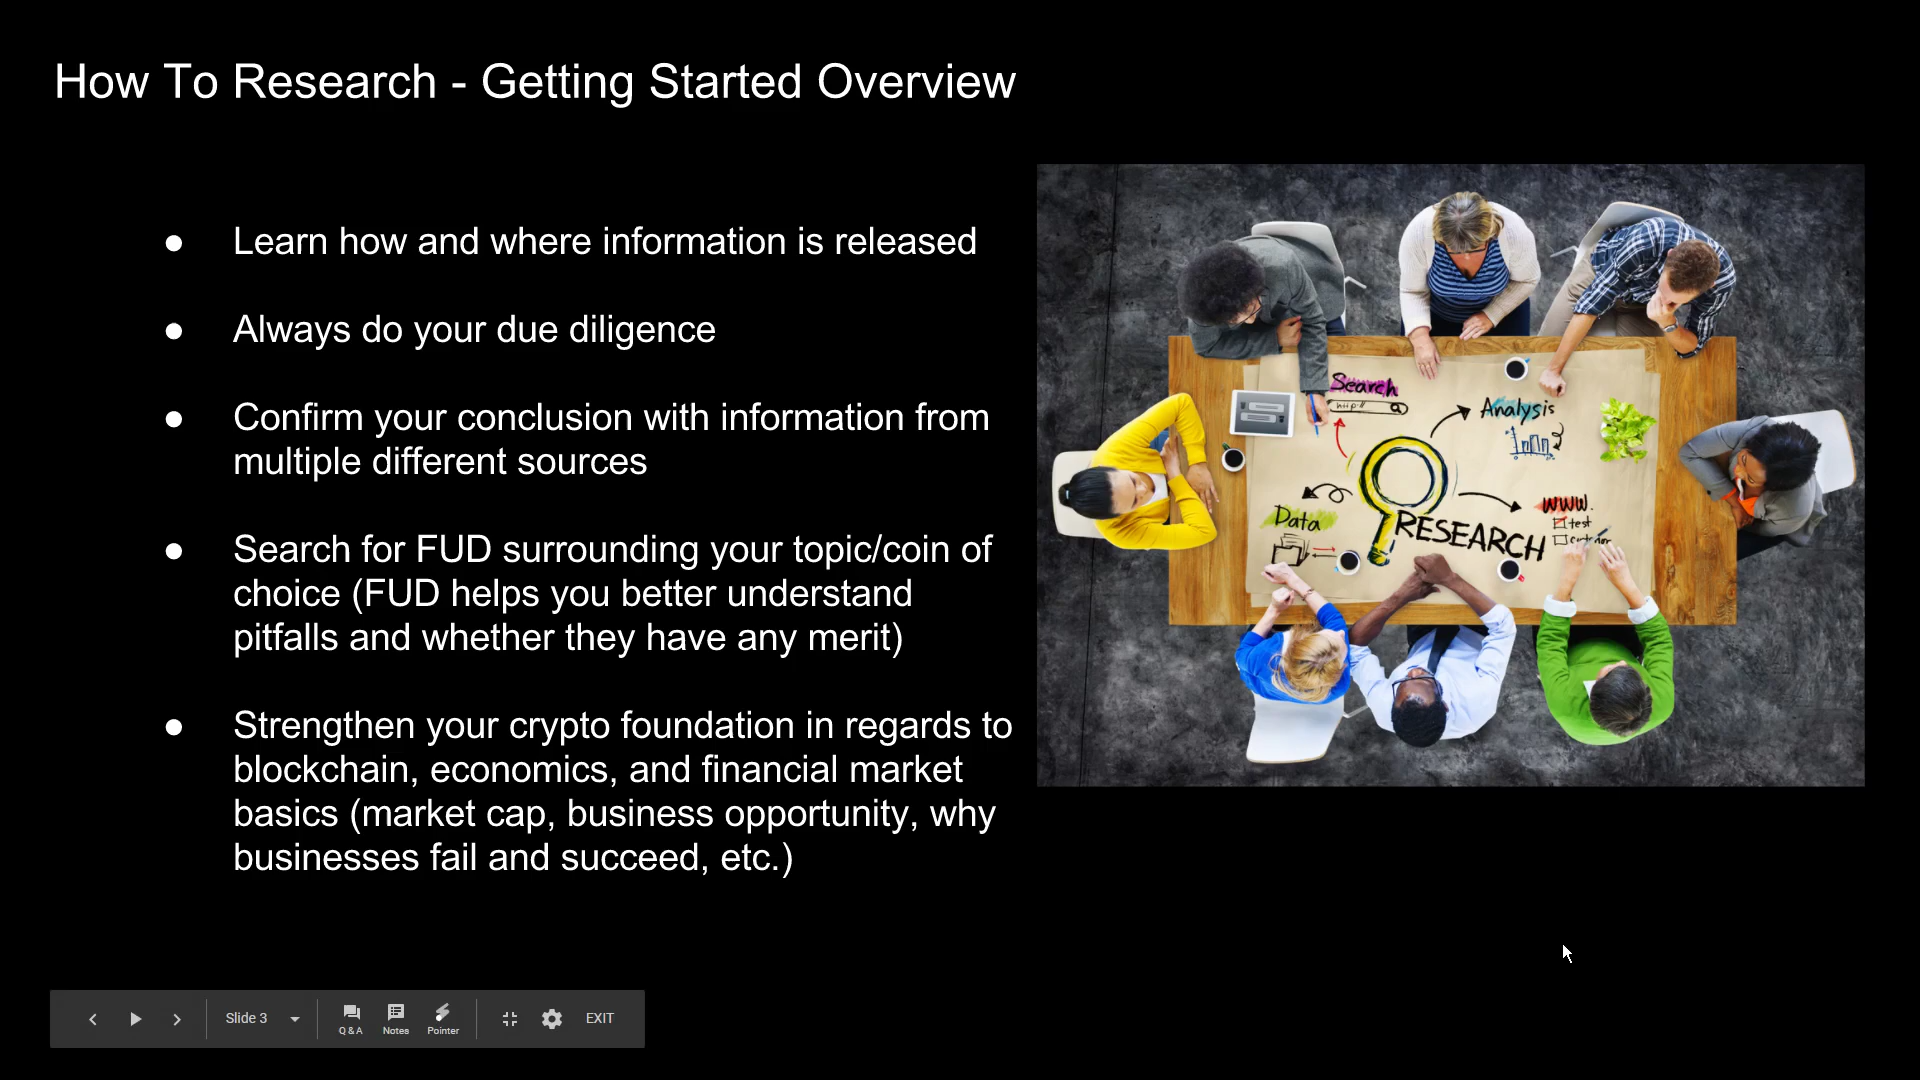 How To Research - Getting Started Overview
● Learn how and where information is released
● Always do your due diligence
● Confirm your conclusion with information from
multiple different sources
● Search for FUD surrounding your topic/coin of
choice (FUD helps you better understand
pitfalls and whether they have any merit)
● Strengthen your crypto foundation in regards to
blockchain, economics, and financial market
basics (market cap, business opportunity, why
businesses fail and succeed, etc.)
Search
http://
Analysis
Data
RESEARCH
www.
test
Slide 3
Q & A
Notes
Pointer
EXIT